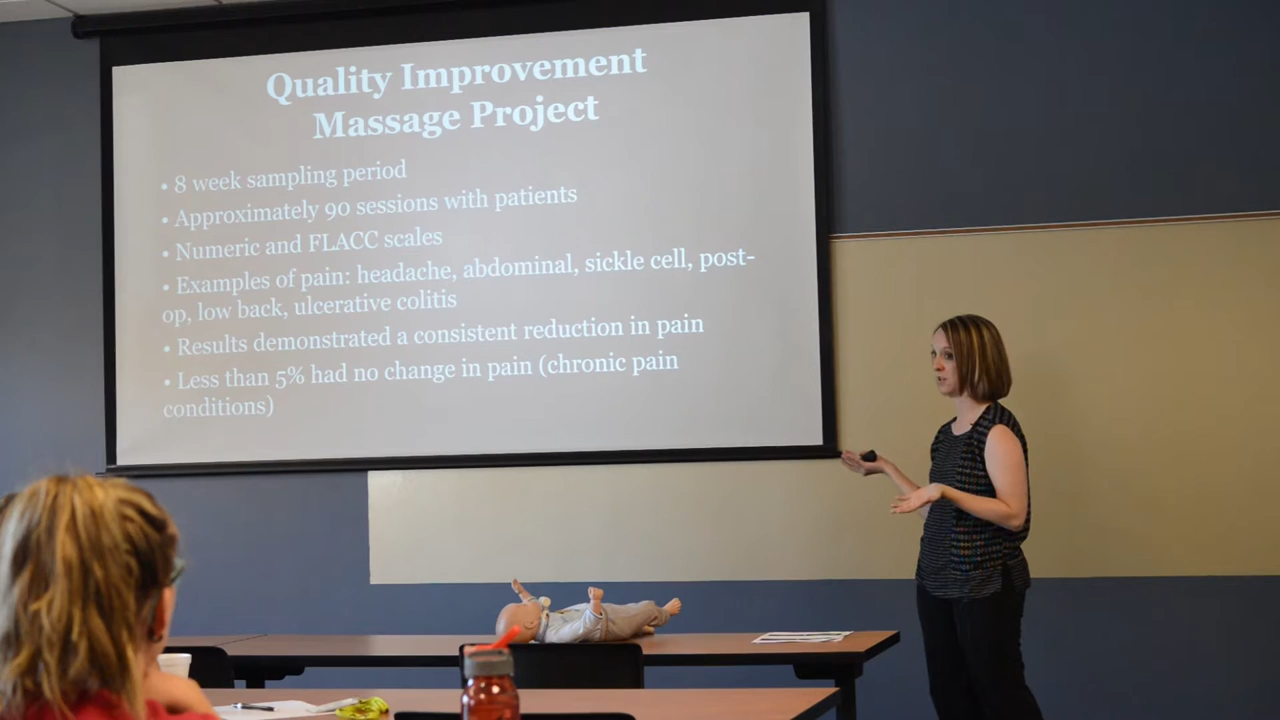 Quality Improvement
Massage Project
• 8 week sampling period
• Approximately 90 sessions with patients
• Numeric and FLACC scales
• Examples of pain: headache, abdominal, sickle cell, post-
op, low back, ulcerative colitis
• Results demonstrated a consistent reduction in pain
• Less than 5% had no change in pain (chronic pain
conditions)